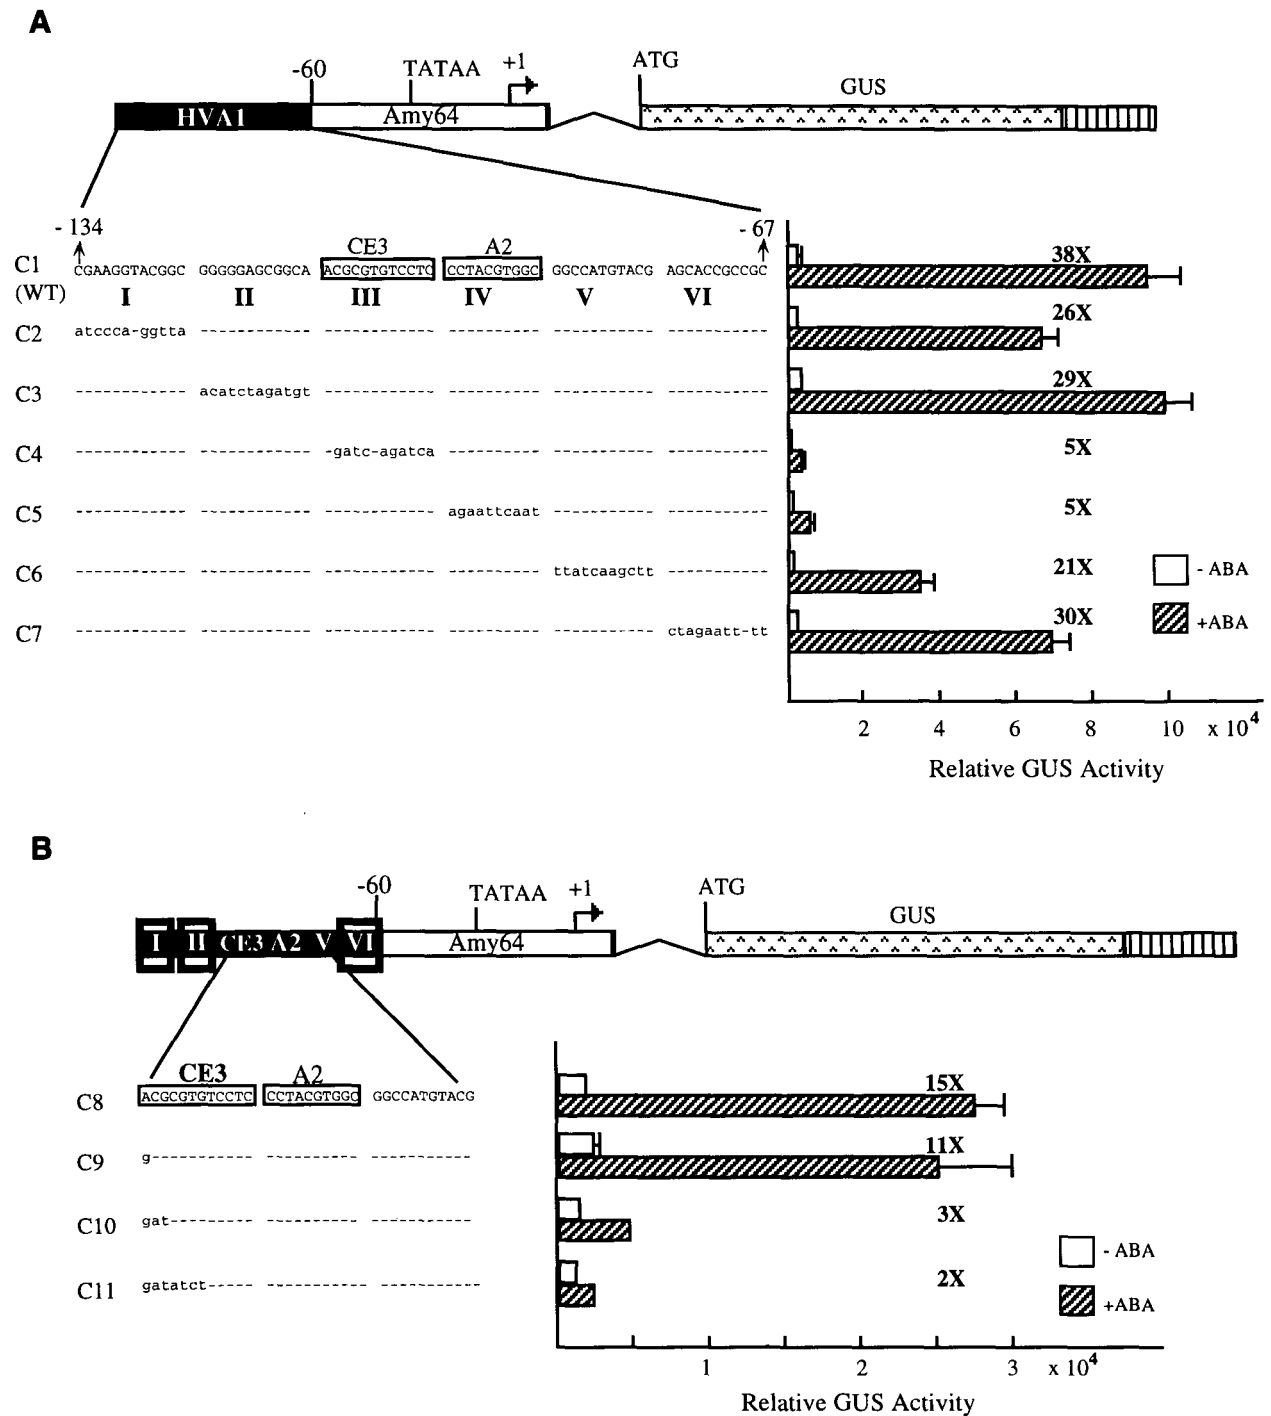 A
-60 TATAA +1 ATG
HVA1 Amy64 GUS
- 134 - 67
CE3 A2
C1 CGAAGGTACGGC GGGGGAGCGGCA ACGCGTGTCCTC CCTACGTGGC GGCCATGTACG AGCACCGCCGC 38X
(WT) I II III IV V VI
C2 atccca-ggtta ------------ ------------ ---------- ----------- ----------- 26X
C3 ------------ acatctagatgt ------------ ---------- ----------- ----------- 29X
C4 ------------ ------------ -gatc-agatca ---------- ----------- ----------- 5X
C5 ------------ ------------ ------------ agaattcaat ----------- ----------- 5X
C6 ------------ ------------ ------------ ---------- ttatcaagctt ----------- 21X
- ABA
C7 ------------ ------------ ------------ ---------- ----------- ctagaatt-tt 30X
+ABA
2 4 6 8 10 x 10⁴
Relative GUS Activity
B
-60 TATAA +1 ATG
I II CE3 A2 V VI Amy64 GUS
CE3 A2
C8 ACGCGTGTCCTC CCTACGTGGC GGCCATGTACG 15X
C9 g----------- ---------- ----------- 11X
C10 gat--------- ---------- ----------- 3X
- ABA
C11 gatatct----- ---------- ----------- 2X
+ABA
1 2 3 x 10⁴
Relative GUS Activity